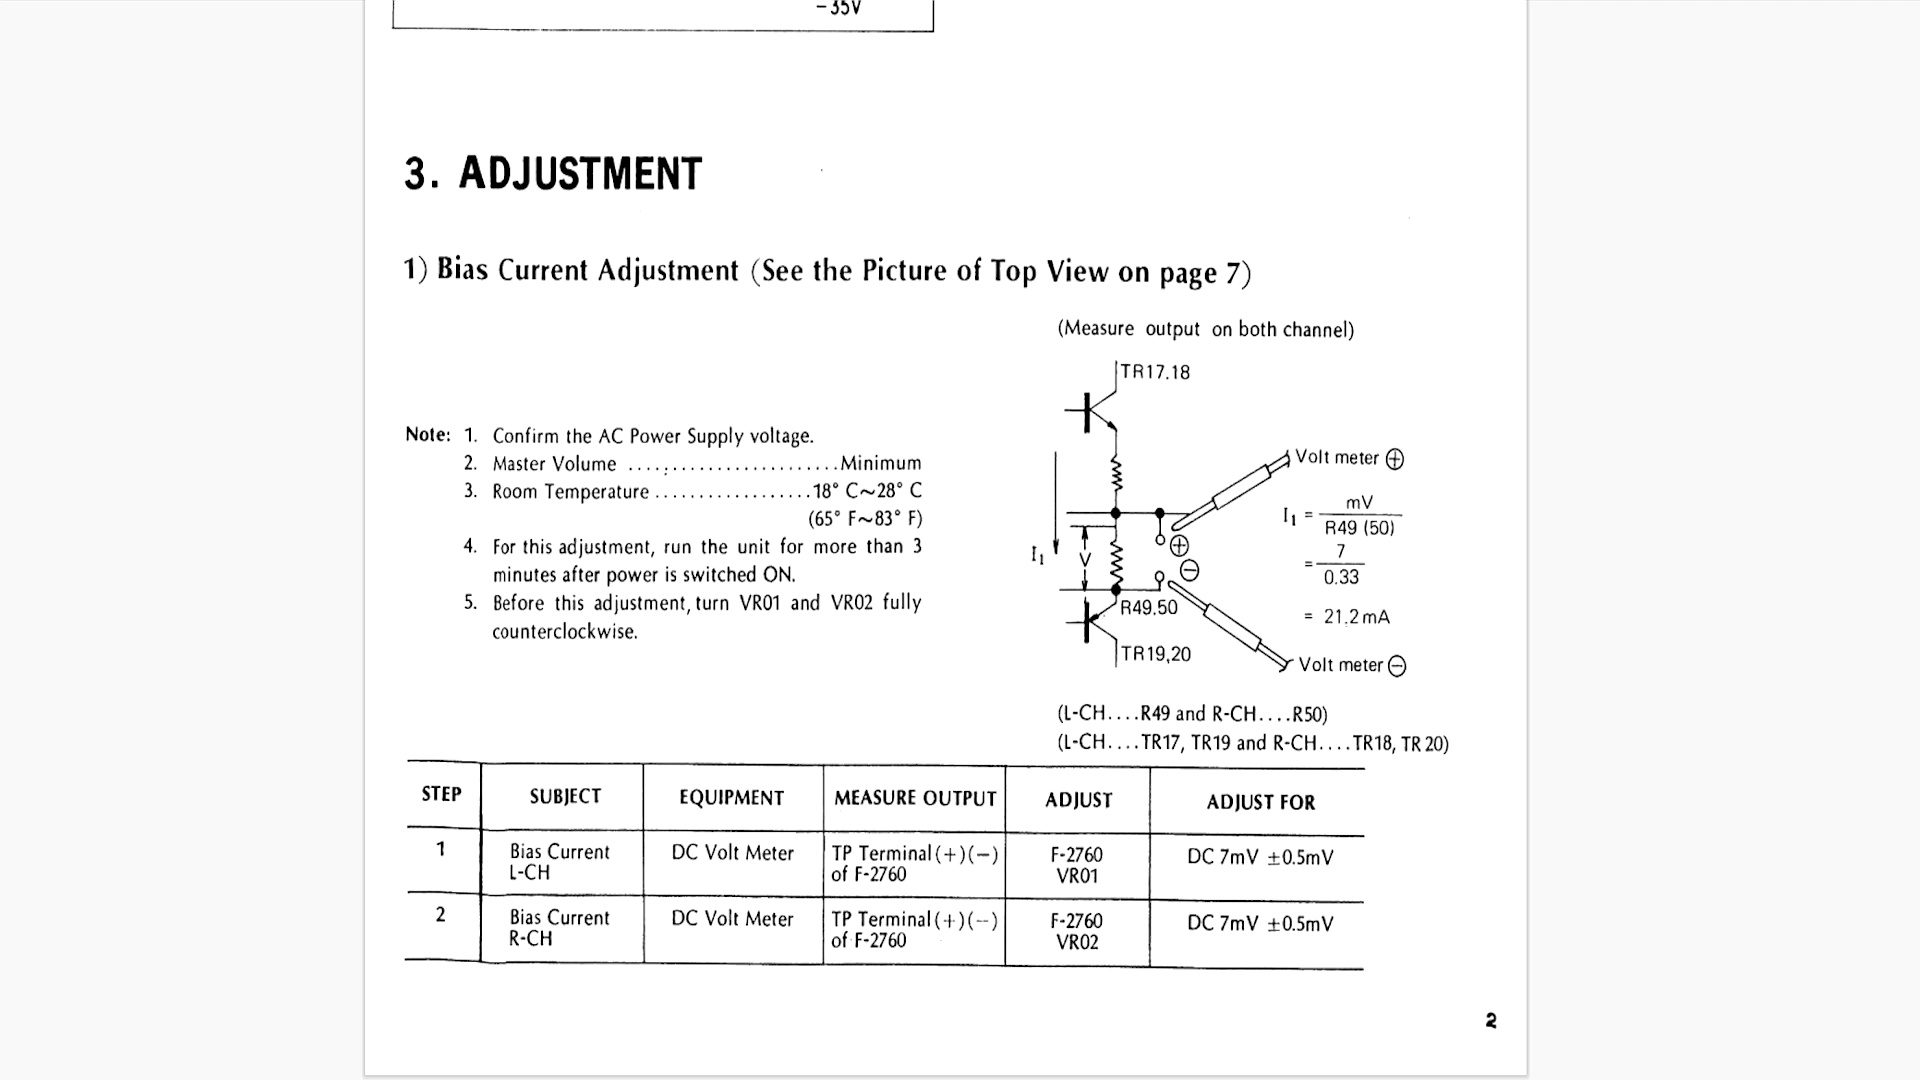 -35V
3. ADJUSTMENT
1) Bias Current Adjustment (See the Picture of Top View on page 7)
(Measure output on both channel)
TR17.18
Note: 1. Confirm the AC Power Supply voltage.
2. Master Volume ........................Minimum
3. Room Temperature ..................18° C~28° C
(65° F~83° F)
4. For this adjustment, run the unit for more than 3
minutes after power is switched ON.
5. Before this adjustment, turn VR01 and VR02 fully
counterclockwise.
Volt meter ⊕
I₁ = mV
R49 (50)
= 7
0.33
= 21.2 mA
I₁
V
⊕
⊖
R49.50
TR19,20
Volt meter ⊖
(L-CH....R49 and R-CH....R50)
(L-CH....TR17, TR19 and R-CH....TR18, TR 20)
STEP SUBJECT EQUIPMENT MEASURE OUTPUT ADJUST ADJUST FOR
1 Bias Current DC Volt Meter TP Terminal (+)(−) F-2760 DC 7mV ±0.5mV
L-CH of F-2760 VR01
2 Bias Current DC Volt Meter TP Terminal (+)(−) F-2760 DC 7mV ±0.5mV
R-CH of F-2760 VR02
2